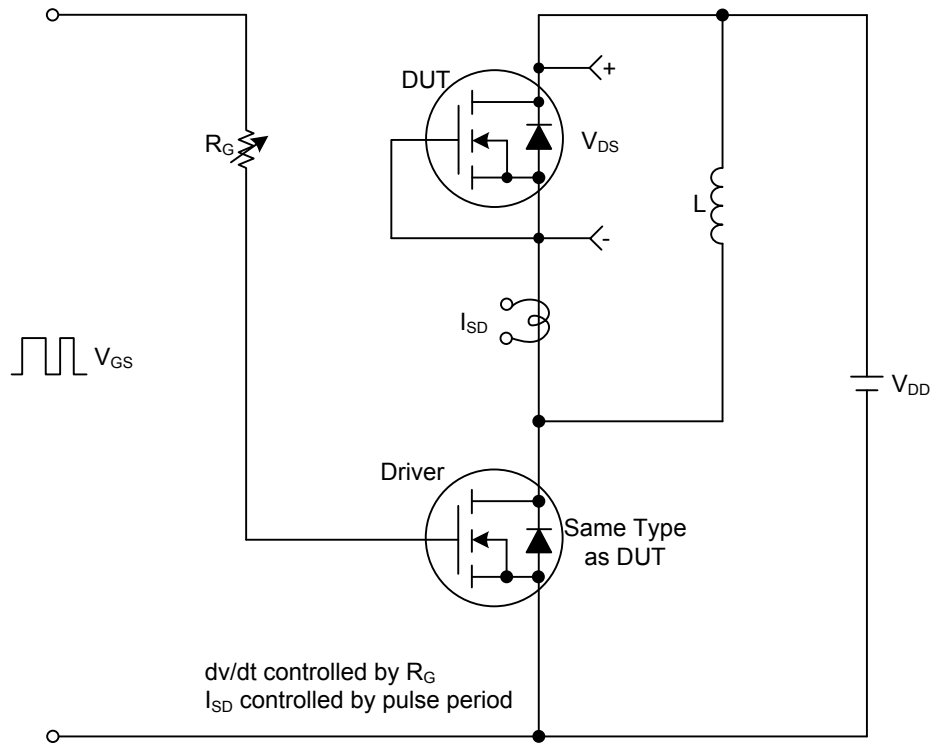 DUT
+
R_G
V_DS
L
-
I_SD
V_GS
V_DD
Driver
Same Type
as DUT
dv/dt controlled by R_G
I_SD controlled by pulse period